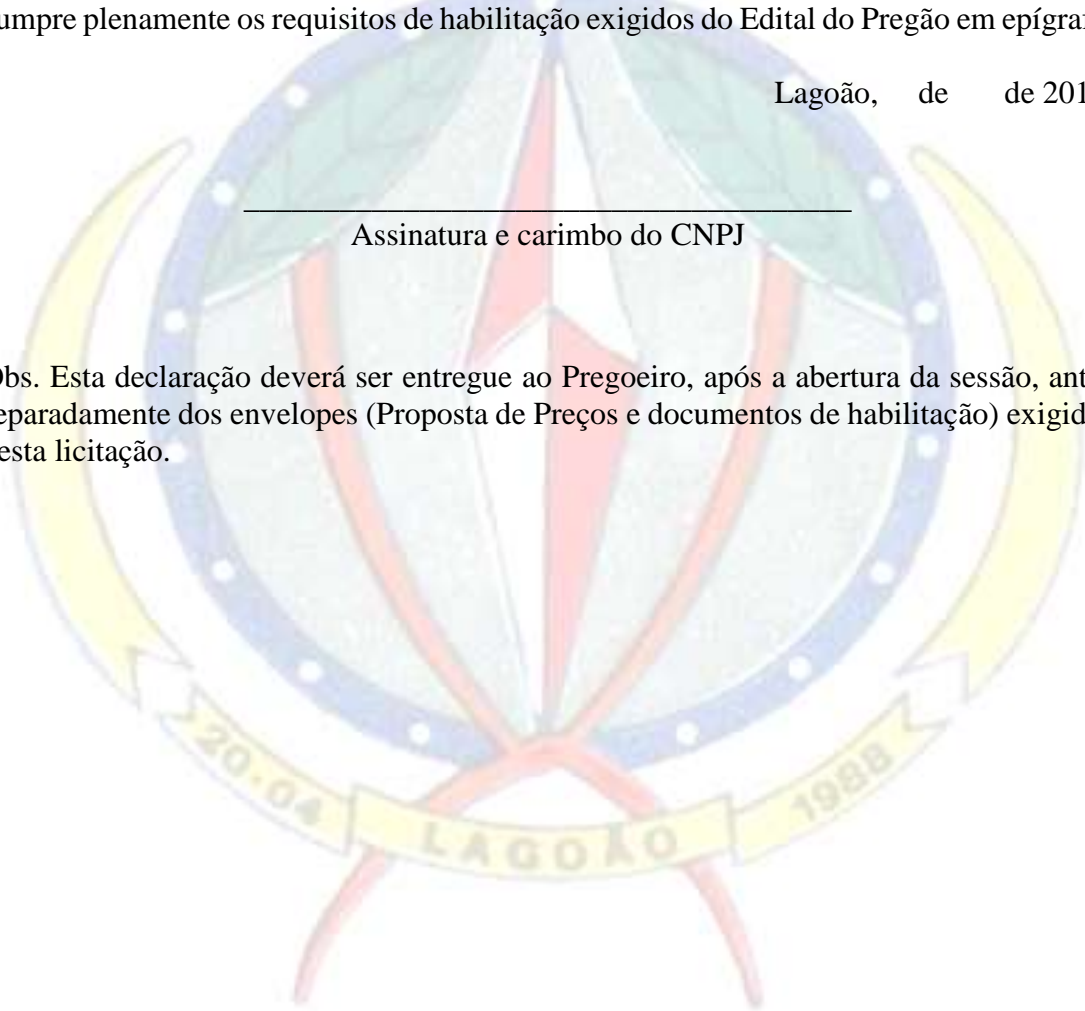 umpre plenamente os requisitos de habilitação exigidos do Edital do Pregão em epígraf
Lagoão, de de 201
Assinatura e carimbo do CNPJ
Obs. Esta declaração deverá ser entregue ao Pregoeiro, após a abertura da sessão, ant
eparadamente dos envelopes (Proposta de Preços e documentos de habilitação) exigid
esta licitação.
20.04 LAGOÃO 1988